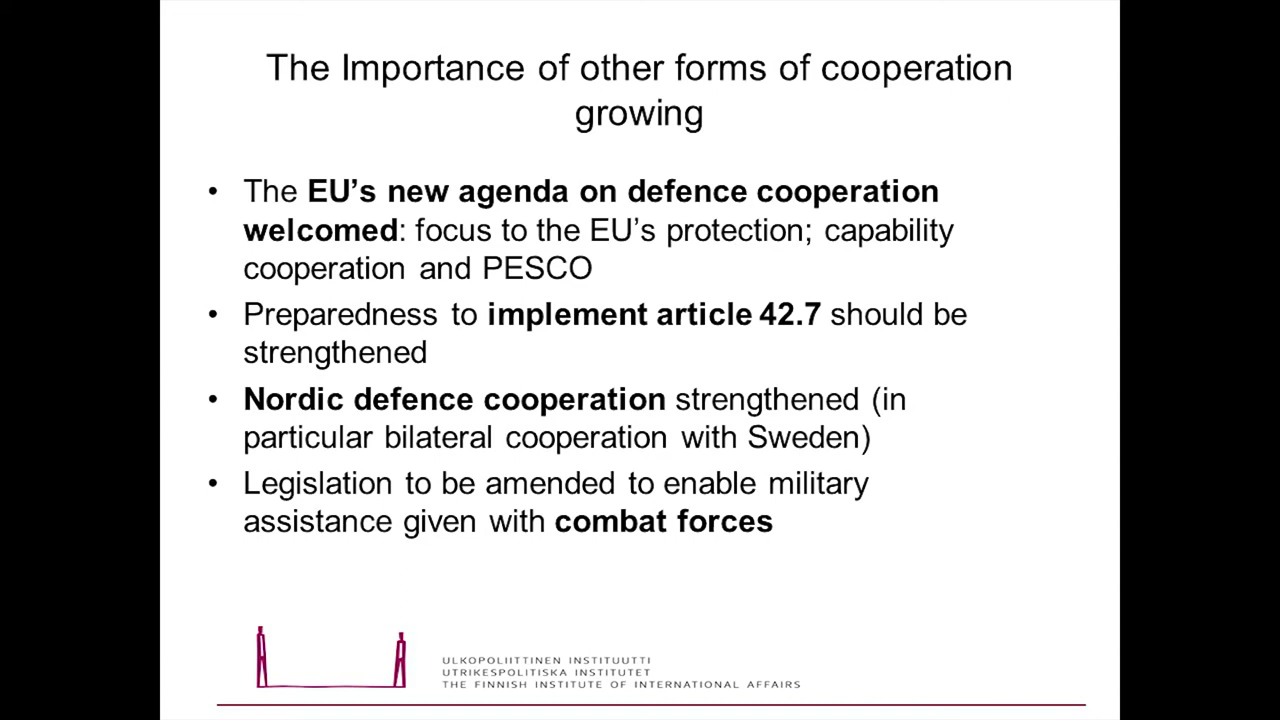 The Importance of other forms of cooperation
growing
• The EU’s new agenda on defence cooperation
welcomed: focus to the EU’s protection; capability
cooperation and PESCO
• Preparedness to implement article 42.7 should be
strengthened
• Nordic defence cooperation strengthened (in
particular bilateral cooperation with Sweden)
• Legislation to be amended to enable military
assistance given with combat forces
ULKOPOLIITTINEN INSTITUUTTI
UTRIKESPOLITISKA INSTITUTET
THE FINNISH INSTITUTE OF INTERNATIONAL AFFAIRS